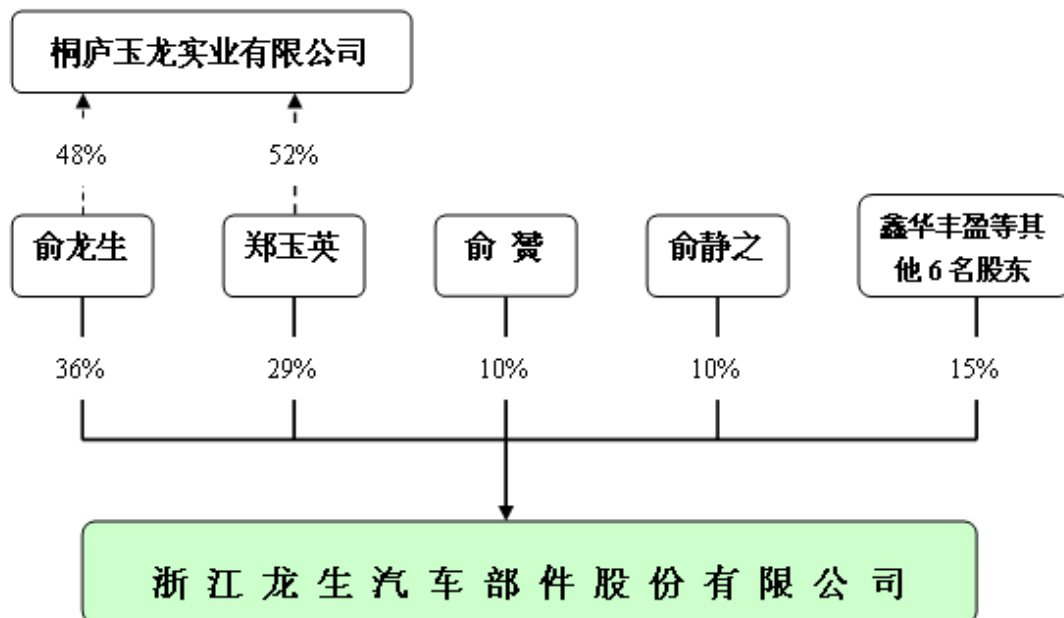 桐庐玉龙实业有限公司
48% 52%
俞龙生 郑玉英 俞 赟 俞静之 鑫华丰盈等其
他 6 名股东
36% 29% 10% 10% 15%
浙江龙生汽车部件股份有限公司